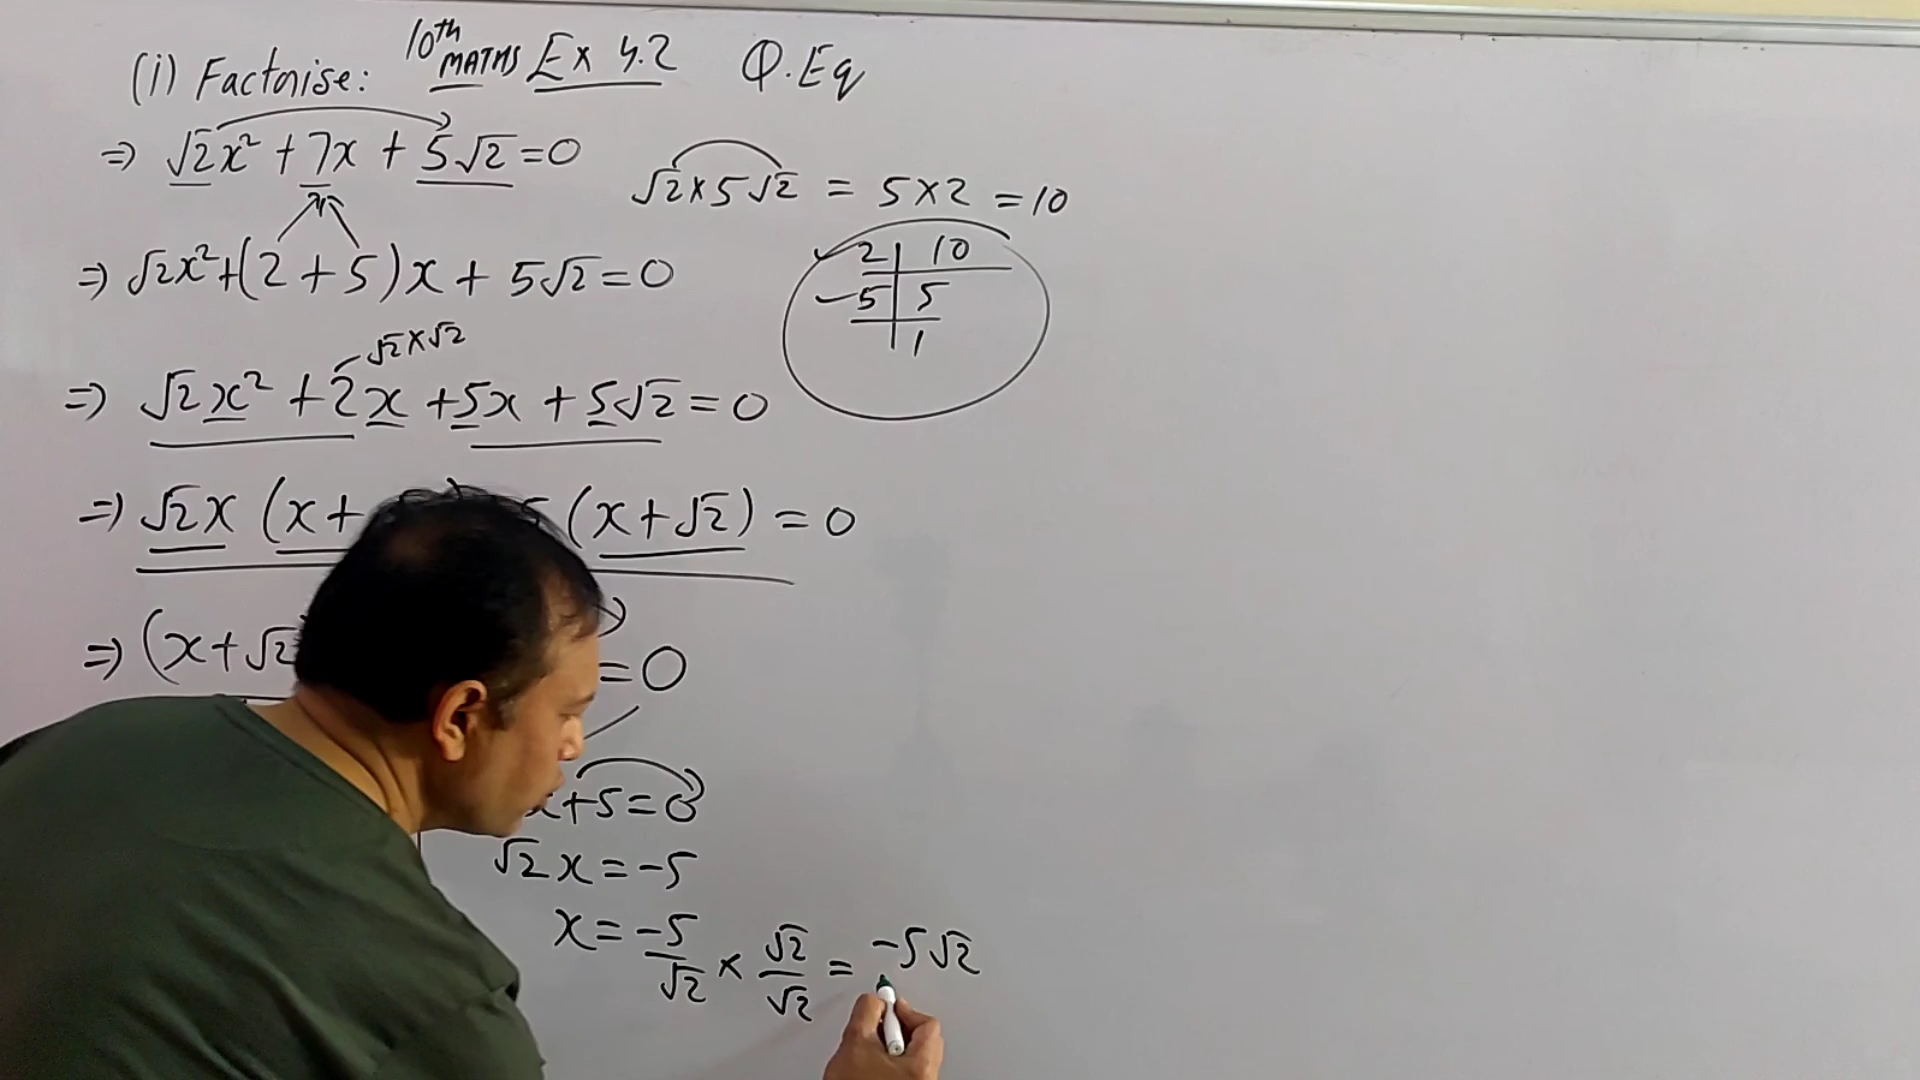 (i) Factorise: 10th MATHS Ex 4.2 Q.Eq
⇒ √2x² + 7x + 5√2 = 0
√2 × 5√2 = 5 × 2 = 10
⇒ √2x² + (2 + 5)x + 5√2 = 0
2 | 10
5 | 5
1
√2 × √2
⇒ √2x² + 2x + 5x + 5√2 = 0
⇒ √2x (x + 5 (x + √2) = 0
⇒ (x + √2 = 0
x + 5 = 0
√2x = -5
x = -5/√2 × √2/√2 = -5√2